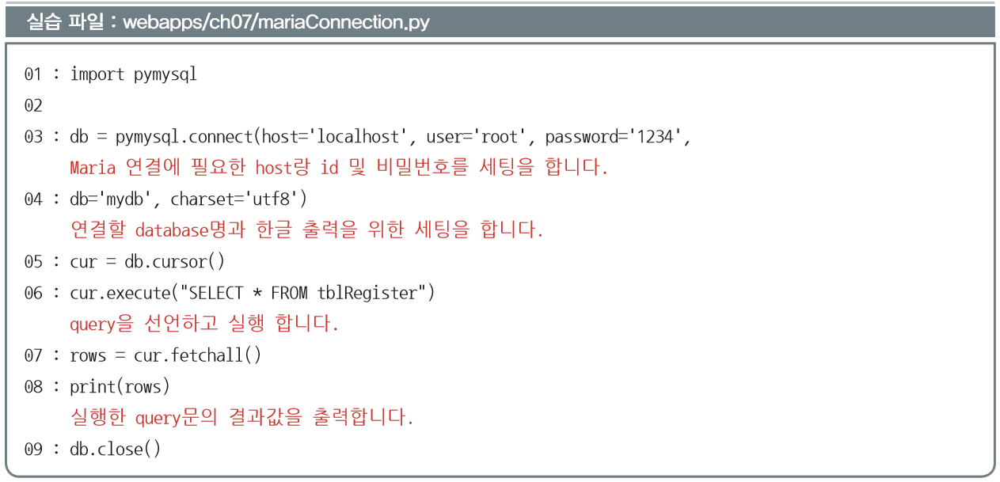 실습 파일 : webapps/ch07/mariaConnection.py
01 : import pymysql
02
03 : db = pymysql.connect(host='localhost', user='root', password='1234',
Maria 연결에 필요한 host랑 id 및 비밀번호를 세팅을 합니다.
04 : db='mydb', charset='utf8')
연결할 database명과 한글 출력을 위한 세팅을 합니다.
05 : cur = db.cursor()
06 : cur.execute("SELECT * FROM tblRegister")
query을 선언하고 실행 합니다.
07 : rows = cur.fetchall()
08 : print(rows)
실행한 query문의 결과값을 출력합니다.
09 : db.close()